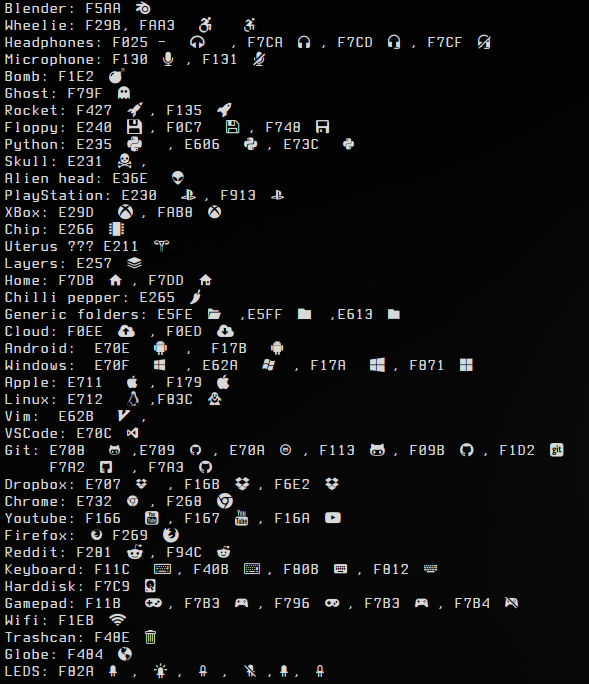 Blender: F5AA
Wheelie: F29B, FAA3
Headphones: F025 - , F7CA , F7CD , F7CF
Microphone: F130 , F131
Bomb: F1E2
Ghost: F79F
Rocket: F427 , F135
Floppy: E240 , F0C7 , F748
Python: E235 , E606 , E73C
Skull: E231 ,
Alien head: E36E
PlayStation: E230 , F913
XBox: E29D , FAB8
Chip: E266
Uterus ??? E211
Layers: E257
Home: F7DB , F7DD
Chilli pepper: E265
Generic folders: E5FE ,E5FF ,E613
Cloud: F0EE , F0ED
Android: E70E , F17B
Windows: E70F , E62A , F17A , F871
Apple: E711 , F179
Linux: E712 ,F83C
Vim: E62B ,
VSCode: E70C
Git: E708 ,E709 , E70A , F113 , F09B , F1D2 git
F7A2 , F7A3
Dropbox: E707 , F16B , F6E2
Chrome: E732 , F268
Youtube: F166 , F167 , F16A
Firefox: F269
Reddit: F281 , F94C
Keyboard: F11C , F40B , F80B , F812
Harddisk: F7C9
Gamepad: F11B , F7B3 , F796 , F7B3 , F7B4
Wifi: F1EB
Trashcan: F48E
Globe: F484
LEDS: F82A , , , , ,